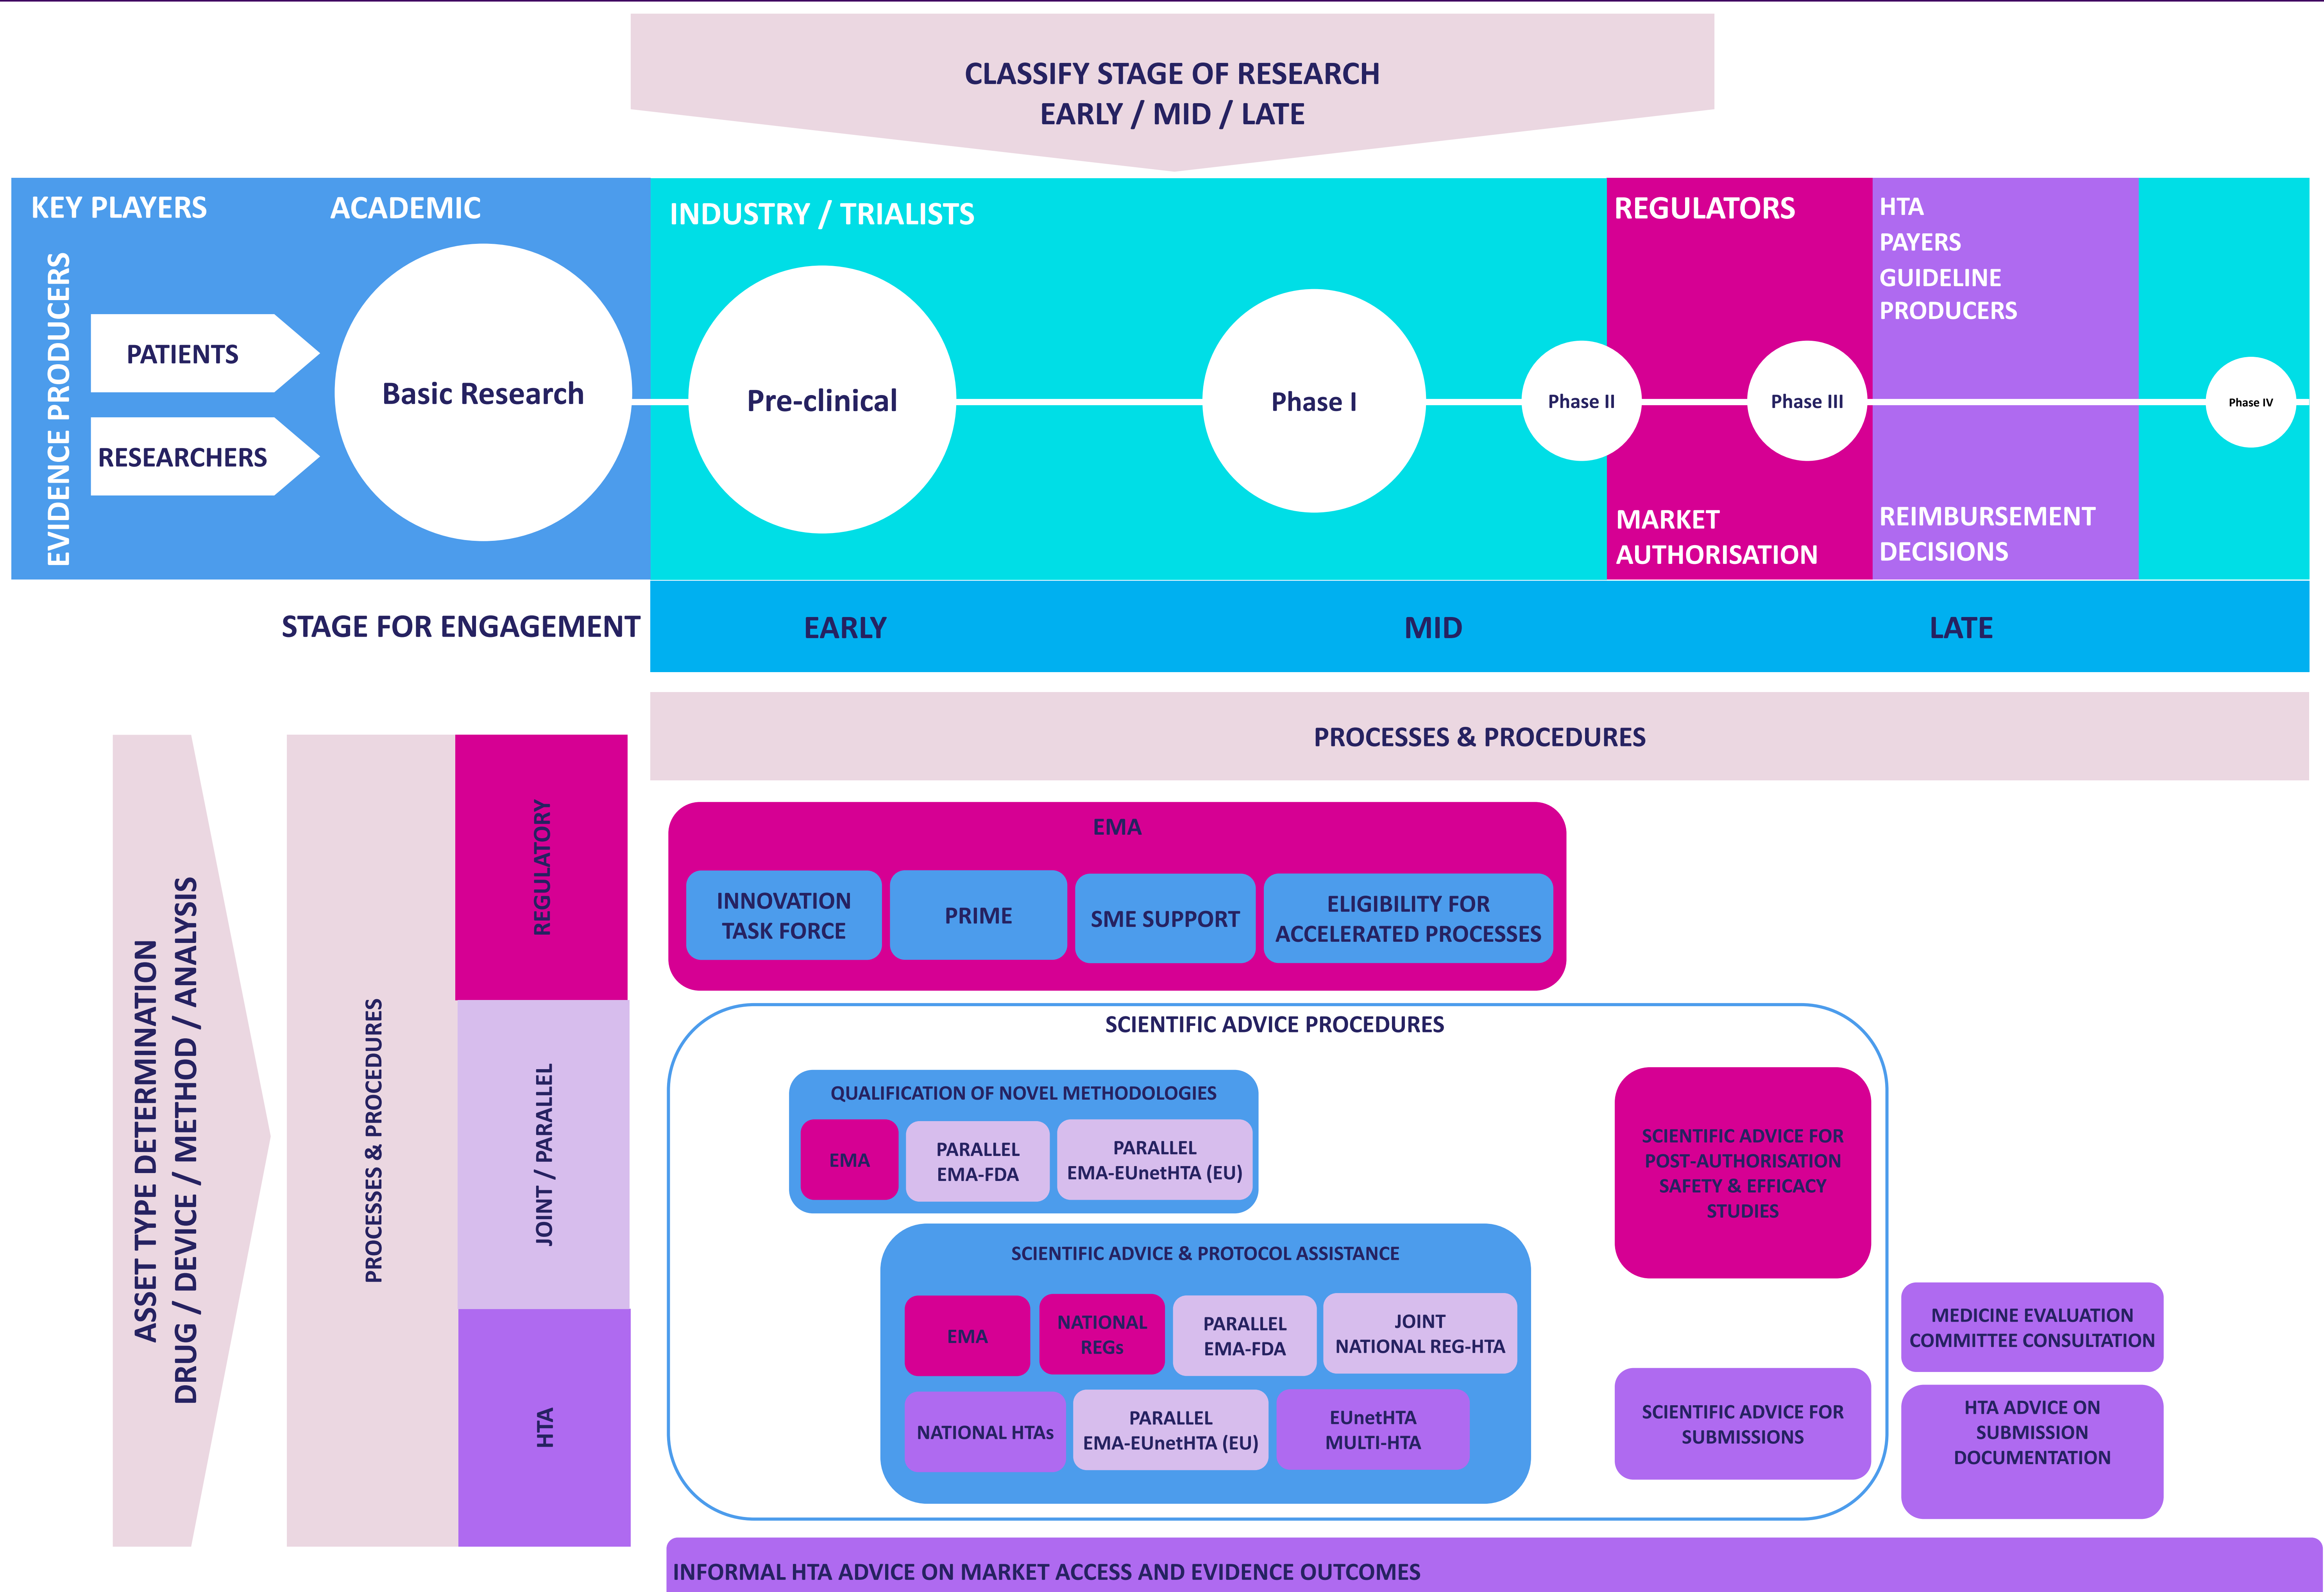 CLASSIFY STAGE OF RESEARCH
EARLY / MID / LATE
KEY PLAYERS
ACADEMIC
EVIDENCE PRODUCERS
PATIENTS
RESEARCHERS
Basic Research
INDUSTRY / TRIALISTS
Pre-clinical
Phase I
Phase II
REGULATORS
Phase III
MARKET
AUTHORISATION
HTA
PAYERS
GUIDELINE
PRODUCERS
REIMBURSEMENT
DECISIONS
Phase IV
STAGE FOR ENGAGEMENT
EARLY
MID
LATE
PROCESSES & PROCEDURES
ASSET TYPE DETERMINATION
DRUG / DEVICE / METHOD / ANALYSIS
PROCESSES & PROCEDURES
REGULATORY
JOINT / PARALLEL
HTA
EMA
INNOVATION
TASK FORCE
PRIME
SME SUPPORT
ELIGIBILITY FOR
ACCELERATED PROCESSES
SCIENTIFIC ADVICE PROCEDURES
QUALIFICATION OF NOVEL METHODOLOGIES
EMA
PARALLEL
EMA-FDA
PARALLEL
EMA-EUnetHTA (EU)
SCIENTIFIC ADVICE & PROTOCOL ASSISTANCE
EMA
NATIONAL
REGs
PARALLEL
EMA-FDA
JOINT
NATIONAL REG-HTA
NATIONAL HTAs
PARALLEL
EMA-EUnetHTA (EU)
EUnetHTA
MULTI-HTA
SCIENTIFIC ADVICE FOR
POST-AUTHORISATION
SAFETY & EFFICACY
STUDIES
SCIENTIFIC ADVICE FOR
SUBMISSIONS
MEDICINE EVALUATION
COMMITTEE CONSULTATION
HTA ADVICE ON
SUBMISSION
DOCUMENTATION
INFORMAL HTA ADVICE ON MARKET ACCESS AND EVIDENCE OUTCOMES